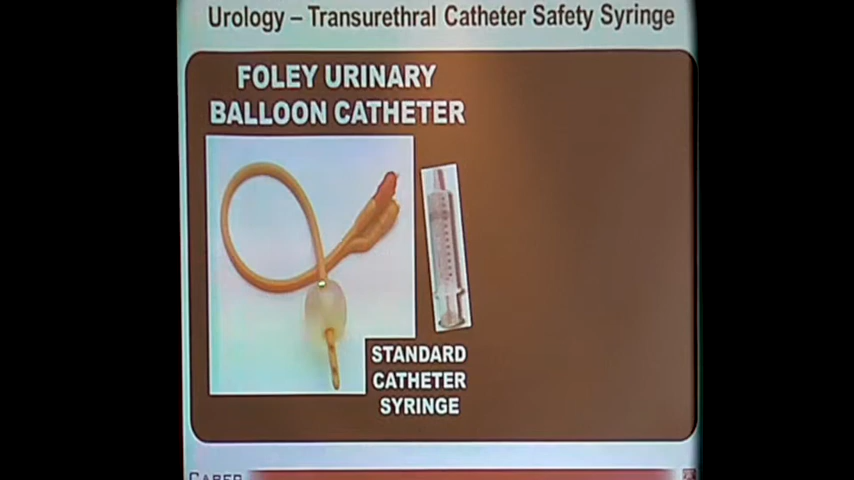 Urology – Transurethral Catheter Safety Syringe
FOLEY URINARY
BALLOON CATHETER
STANDARD
CATHETER
SYRINGE